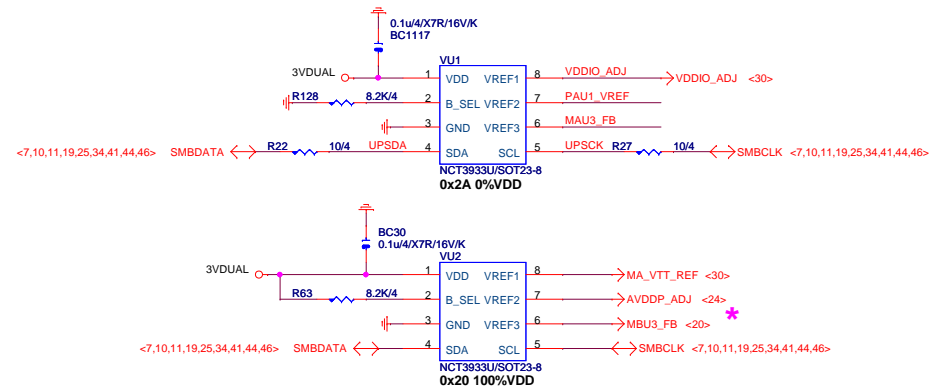 0.1u/4/X7R/16V/K
BC1117
VU1
3VDUAL 1 VDD VREF1 8 VDDIO_ADJ VDDIO_ADJ <30>
R128 8.2K/4 2 B_SEL VREF2 7 PAU1_VREF
3 GND VREF3 6 MAU3_FB
<7,10,11,19,25,34,41,44,46> SMBDATA R22 10/4 UPSDA 4 SDA SCL 5 UPSCK R27 10/4 SMBCLK <7,10,11,19,25,34,41,44,46>
NCT3933U/SOT23-8
0x2A 0%VDD
BC30
0.1u/4/X7R/16V/K
VU2
3VDUAL 1 VDD VREF1 8 MA_VTT_REF <30>
R63 8.2K/4 2 B_SEL VREF2 7 AVDDP_ADJ <24>
3 GND VREF3 6 MBU3_FB <20> *
<7,10,11,19,25,34,41,44,46> SMBDATA 4 SDA SCL 5 SMBCLK <7,10,11,19,25,34,41,44,46>
NCT3933U/SOT23-8
0x20 100%VDD